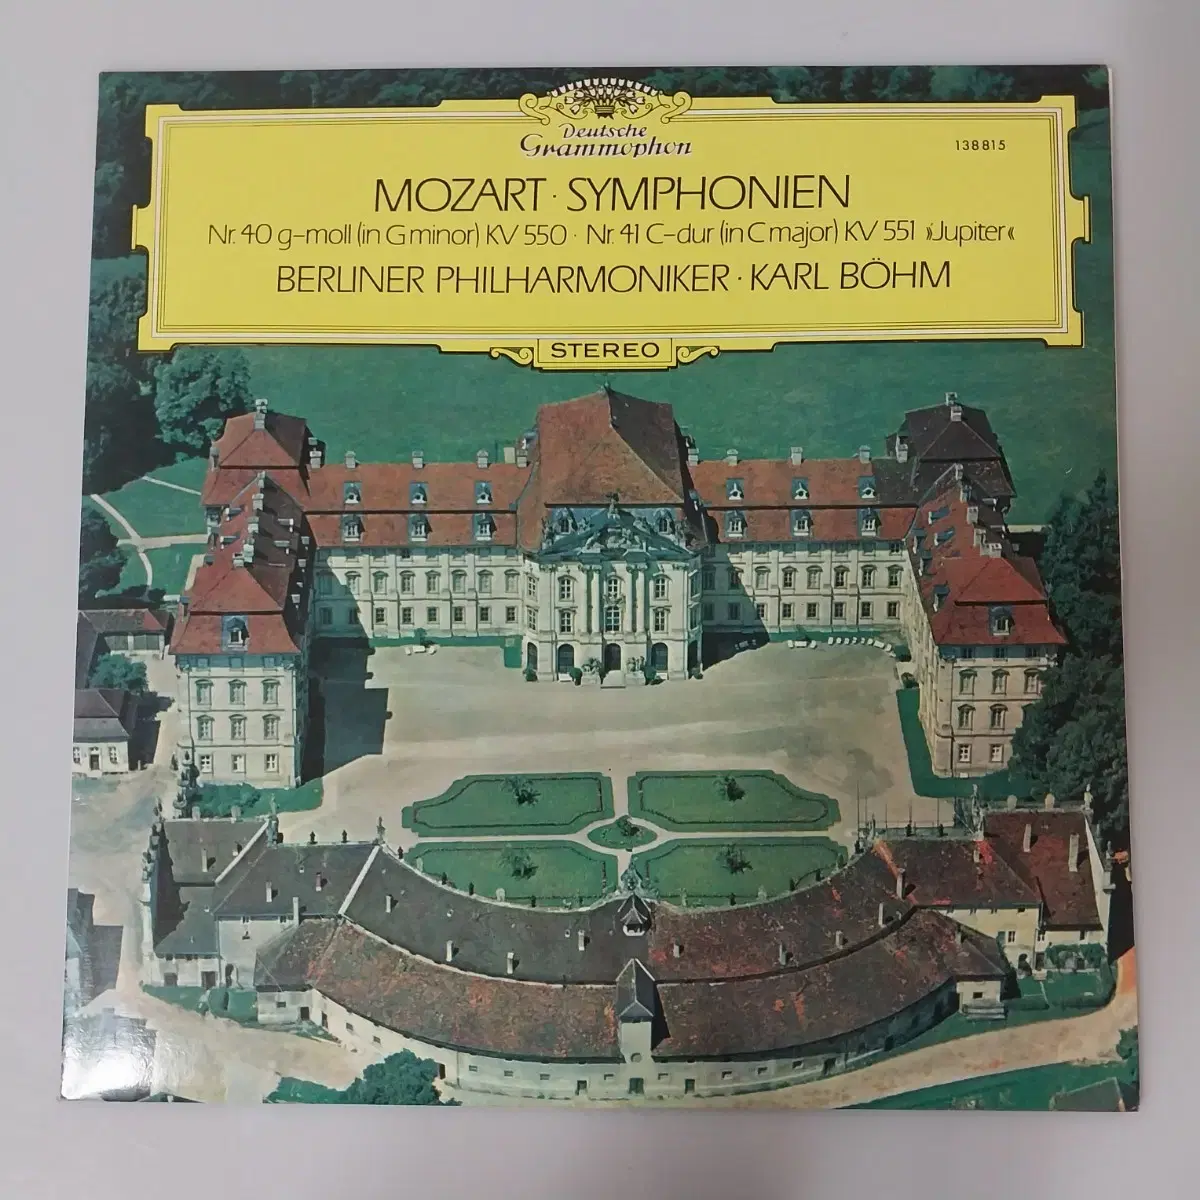 Deutsche
Grammophon
138 815
MOZART · SYMPHONIEN
Nr. 40 g-moll (in G minor) KV 550 · Nr. 41 C-dur (in C major) KV 551 »Jupiter«
BERLINER PHILHARMONIKER · KARL BÖHM
STEREO